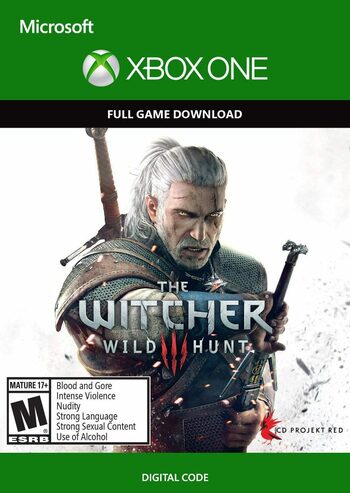 Microsoft
XBOX ONE
FULL GAME DOWNLOAD
THE
WITCHER
WILD III HUNT
MATURE 17+
M
ESRB
Blood and Gore
Intense Violence
Nudity
Strong Language
Strong Sexual Content
Use of Alcohol
CD PROJEKT RED
DIGITAL CODE